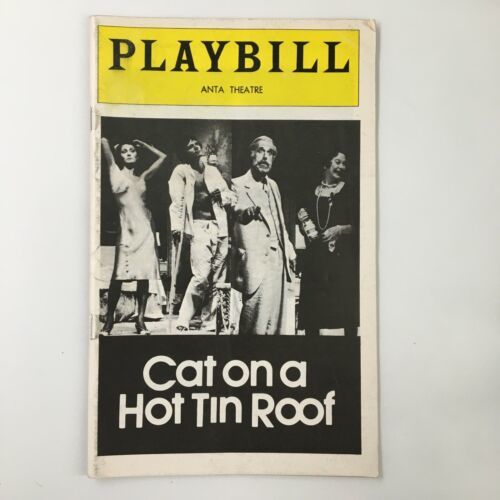 PLAYBILL
ANTA THEATRE
Cat on a
Hot Tin Roof